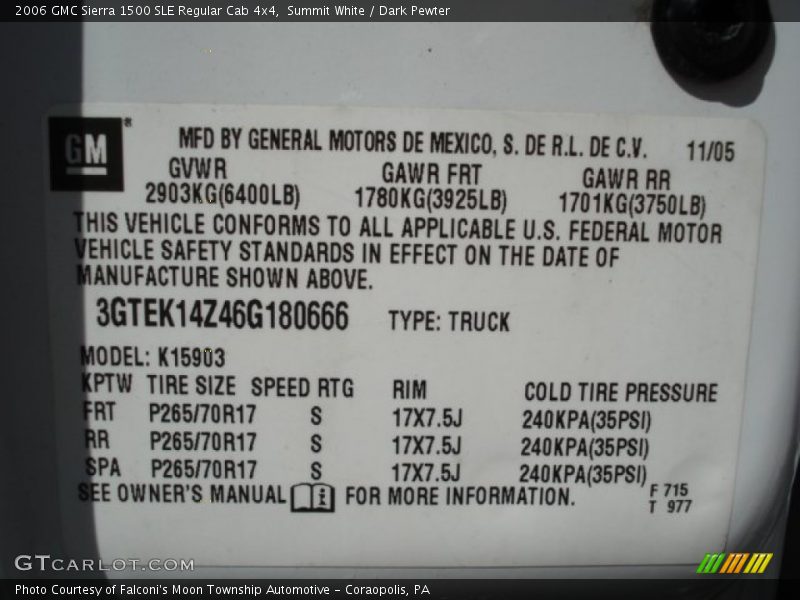 2006 GMC Sierra 1500 SLE Regular Cab 4x4, Summit White / Dark Pewter
GM®
MFD BY GENERAL MOTORS DE MEXICO, S. DE R.L. DE C.V. 11/05
GVWR GAWR FRT GAWR RR
2903KG(6400LB) 1780KG(3925LB) 1701KG(3750LB)
THIS VEHICLE CONFORMS TO ALL APPLICABLE U.S. FEDERAL MOTOR
VEHICLE SAFETY STANDARDS IN EFFECT ON THE DATE OF
MANUFACTURE SHOWN ABOVE.
3GTEK14Z46G180666 TYPE: TRUCK
MODEL: K15903
KPTW TIRE SIZE SPEED RTG RIM COLD TIRE PRESSURE
FRT P265/70R17 S 17X7.5J 240KPA(35PSI)
RR P265/70R17 S 17X7.5J 240KPA(35PSI)
SPA P265/70R17 S 17X7.5J 240KPA(35PSI)
SEE OWNER'S MANUAL i FOR MORE INFORMATION.
F 715
T 977
GTCARLOT.COM
Photo Courtesy of Falconi's Moon Township Automotive - Coraopolis, PA